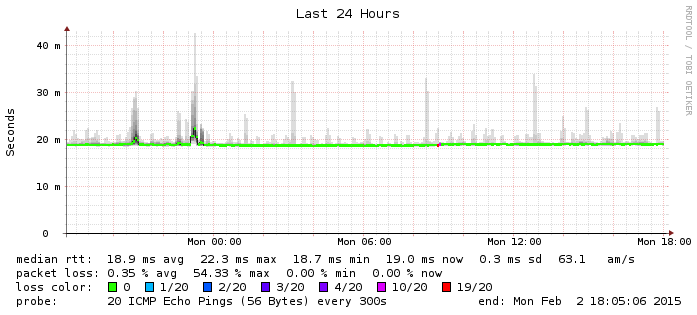 Last 24 Hours
RRDTOOL / TOBI OETIKER
Seconds
40 m
30 m
20 m
10 m
0
Mon 00:00 Mon 06:00 Mon 12:00 Mon 18:00
median rtt: 18.9 ms avg 22.3 ms max 18.7 ms min 19.0 ms now 0.3 ms sd 63.1 am/s
packet loss: 0.35 % avg 54.33 % max 0.00 % min 0.00 % now
loss color: 0 1/20 2/20 3/20 4/20 10/20 19/20
probe: 20 ICMP Echo Pings (56 Bytes) every 300s end: Mon Feb 2 18:05:06 2015